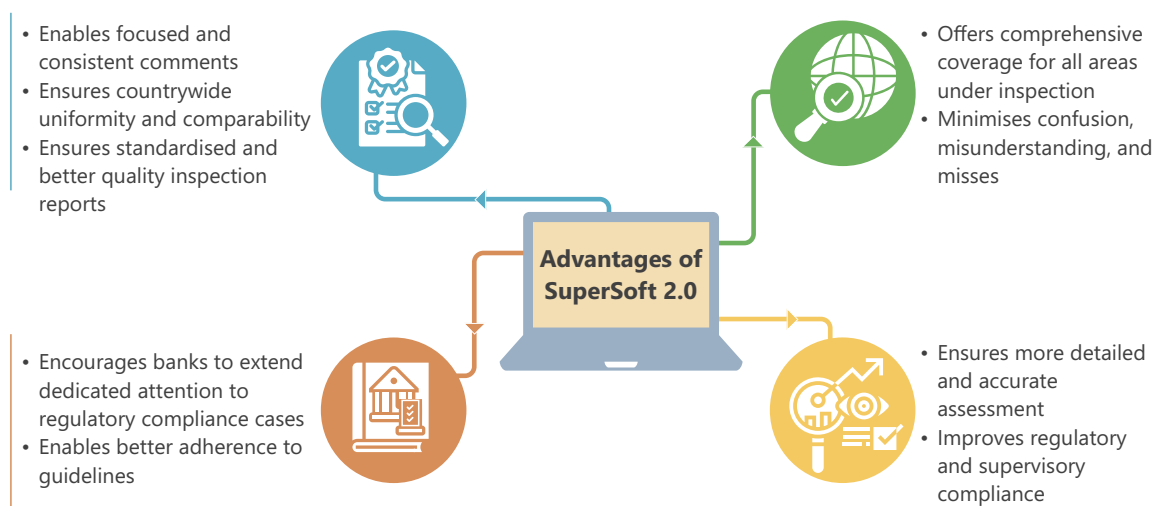 • Enables focused and
consistent comments
• Ensures countrywide
uniformity and comparability
• Ensures standardised and
better quality inspection
reports
• Offers comprehensive
coverage for all areas
under inspection
• Minimises confusion,
misunderstanding, and
misses
Advantages of
SuperSoft 2.0
• Encourages banks to extend
dedicated attention to
regulatory compliance cases
• Enables better adherence to
guidelines
• Ensures more detailed
and accurate
assessment
• Improves regulatory
and supervisory
compliance